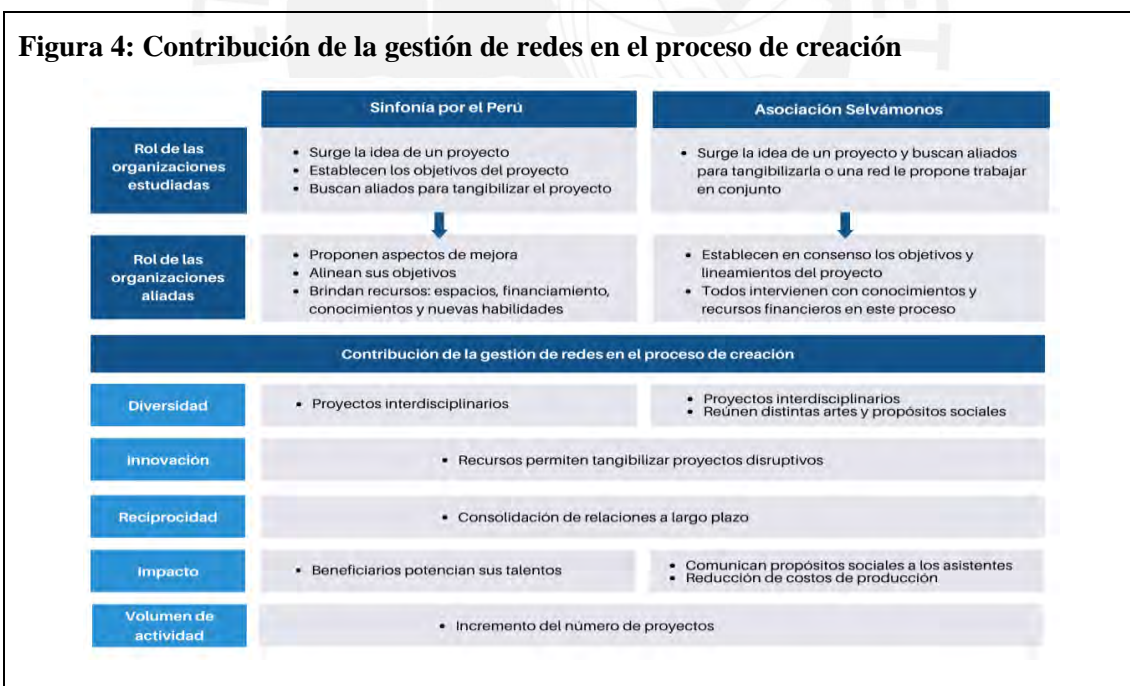 Figura 4: Contribución de la gestión de redes en el proceso de creación
Sinfonía por el Perú
Asociación Selvámonos
Rol de las
organizaciones
estudiadas
• Surge la idea de un proyecto
• Establecen los objetivos del proyecto
• Buscan aliados para tangibilizar el proyecto
• Surge la idea de un proyecto y buscan aliados
para tangibilizarla o una red le propone trabajar
en conjunto
Rol de las
organizaciones
aliadas
• Proponen aspectos de mejora
• Alinean sus objetivos
• Brindan recursos: espacios, financiamiento,
conocimientos y nuevas habilidades
• Establecen en consenso los objetivos y
lineamientos del proyecto
• Todos intervienen con conocimientos y
recursos financieros en este proceso
Contribución de la gestión de redes en el proceso de creación
Diversidad
• Proyectos interdisciplinarios
• Proyectos interdisciplinarios
• Reúnen distintas artes y propósitos sociales
Innovación
• Recursos permiten tangibilizar proyectos disruptivos
Reciprocidad
• Consolidación de relaciones a largo plazo
Impacto
• Beneficiarios potencian sus talentos
• Comunican propósitos sociales a los asistentes
• Reducción de costos de producción
Volumen de
actividad
• Incremento del número de proyectos